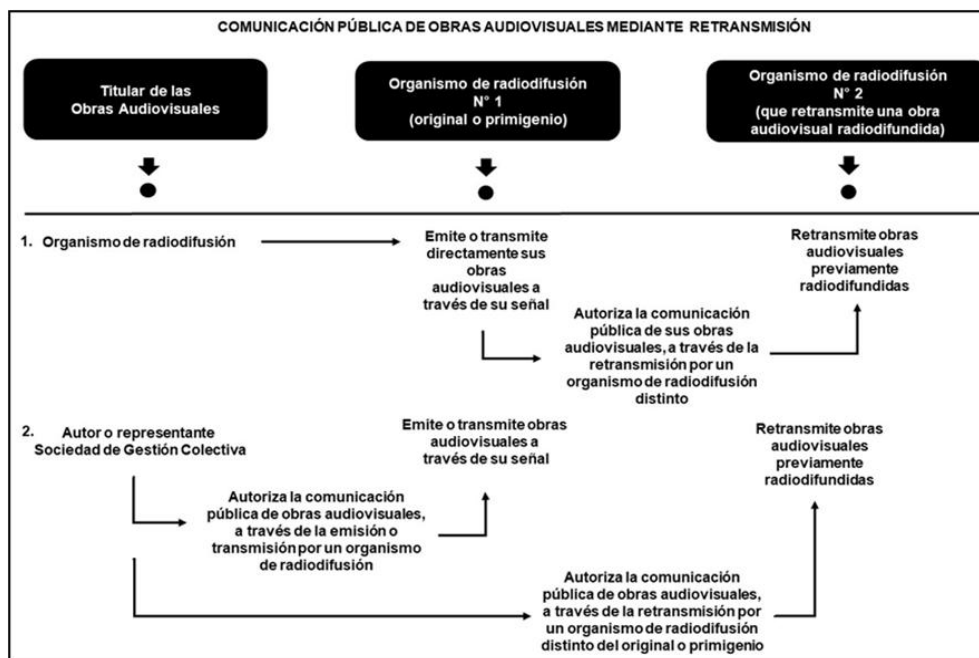 COMUNICACIÓN PÚBLICA DE OBRAS AUDIOVISUALES MEDIANTE RETRANSMISIÓN
Titular de las
Obras Audiovisuales
Organismo de radiodifusión
N° 1
(original o primigenio)
Organismo de radiodifusión
N° 2
(que retransmite una obra
audiovisual radiodifundida)
1. Organismo de radiodifusión
Emite o transmite
directamente sus
obras
audiovisuales a
través de su señal
Autoriza la comunicación
pública de sus obras
audiovisuales, a través de la
retransmisión por un
organismo de radiodifusión
distinto
Retransmite obras
audiovisuales
previamente
radiodifundidas
2. Autor o representante
Sociedad de Gestión Colectiva
Autoriza la comunicación
pública de obras audiovisuales,
a través de la emisión o
transmisión por un organismo
de radiodifusión
Emite o transmite obras
audiovisuales a
través de su señal
Autoriza la comunicación
pública de obras audiovisuales,
a través de la retransmisión por
un organismo de radiodifusión
distinto del original o primigenio
Retransmite obras
audiovisuales
previamente
radiodifundidas